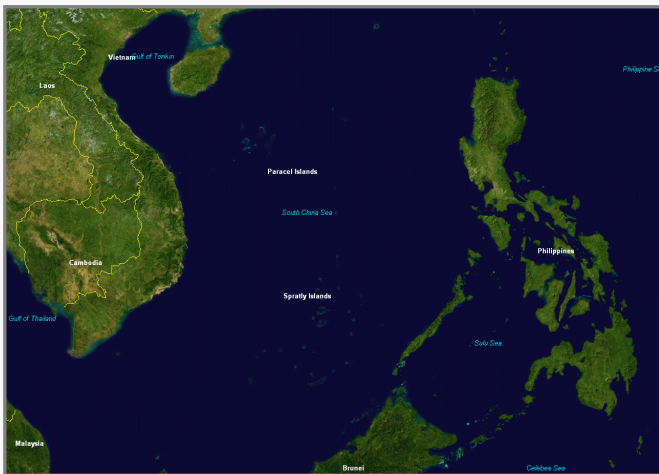 Vietnam
Gulf of Tonkin
Philippine Se
Laos
Paracel Islands
South China Sea
Philippines
Cambodia
Spratly Islands
Gulf of Thailand
Sulu Sea
Malaysia
Brunei
Celebes Sea